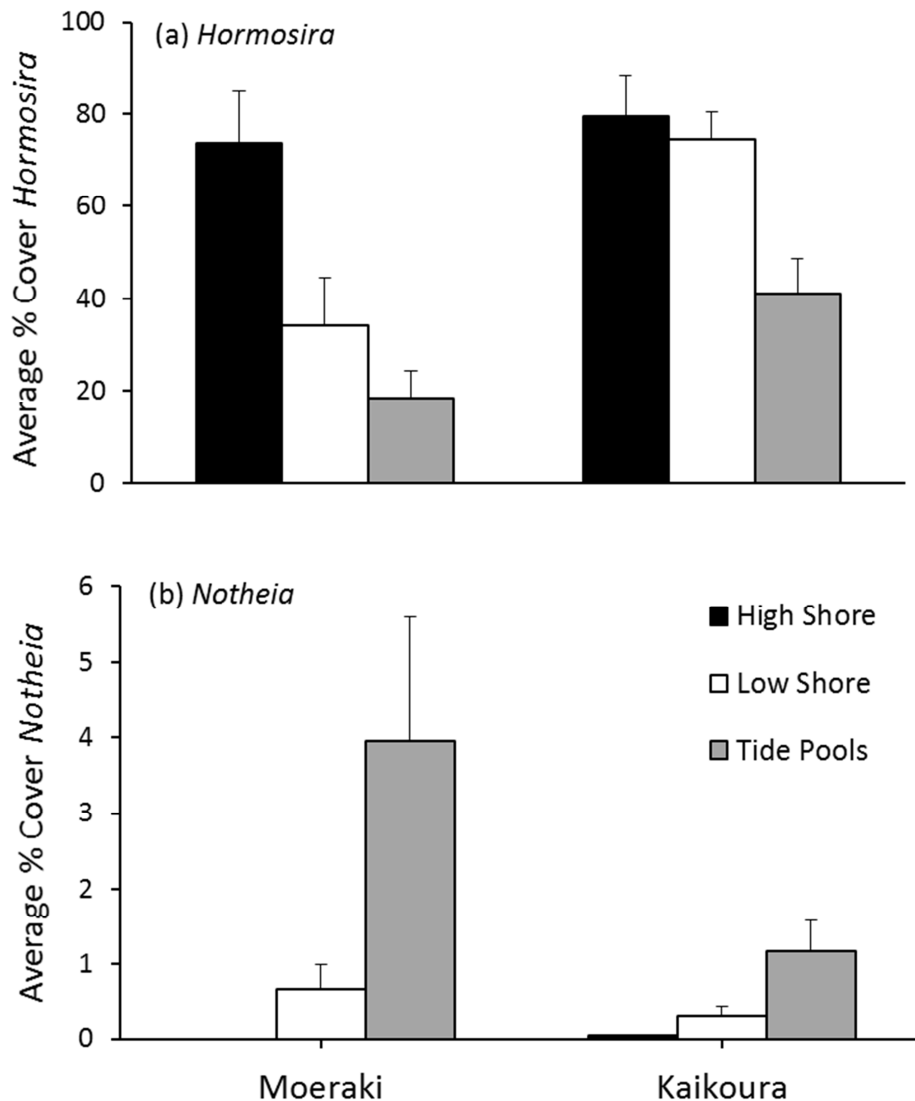 (a) Hormosira
Average % Cover Hormosira
100
80
60
40
20
0
(b) Notheia
Average % Cover Notheia
6
5
4
3
2
1
0
High Shore
Low Shore
Tide Pools
Moeraki
Kaikoura